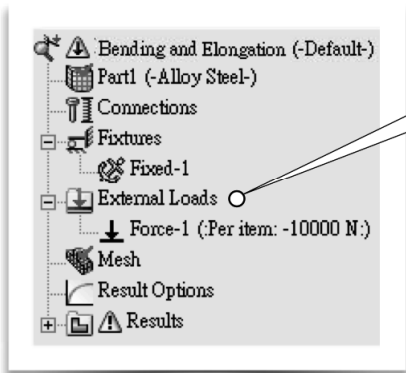 Bending and Elongation (-Default-)
Part1 (-Alloy Steel-)
Connections
Fixtures
Fixed-1
External Loads
Force-1 (:Per item: -10000 N:)
Mesh
Result Options
Results